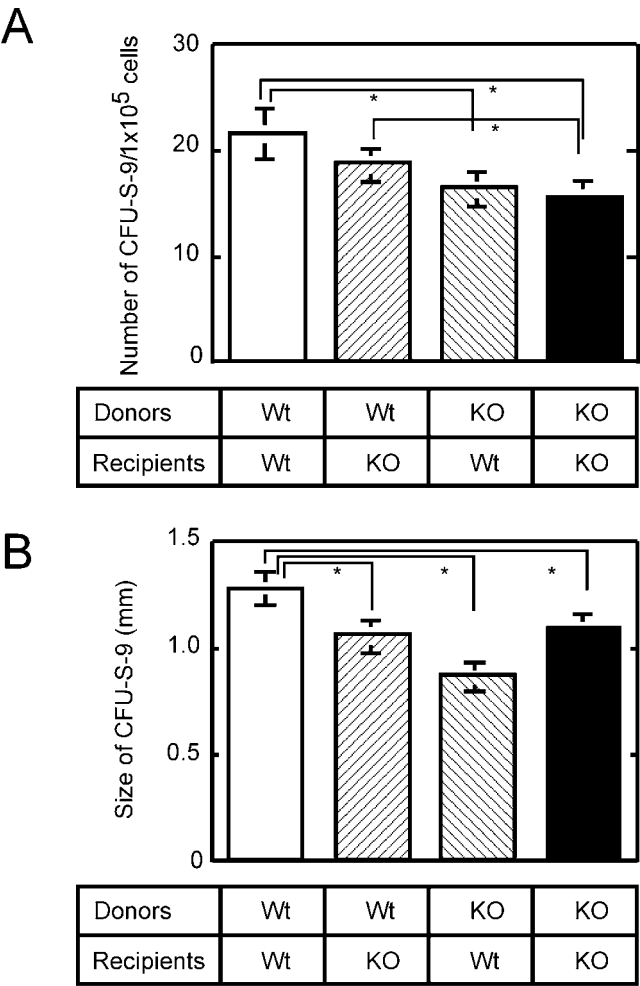 A
Number of CFU-S-9/1x10⁵ cells
30
20
10
0
*
*
*
Donors Wt Wt KO KO
Recipients Wt KO Wt KO
B
Size of CFU-S-9 (mm)
1.5
1.0
0.5
0
* * *
Donors Wt Wt KO KO
Recipients Wt KO Wt KO